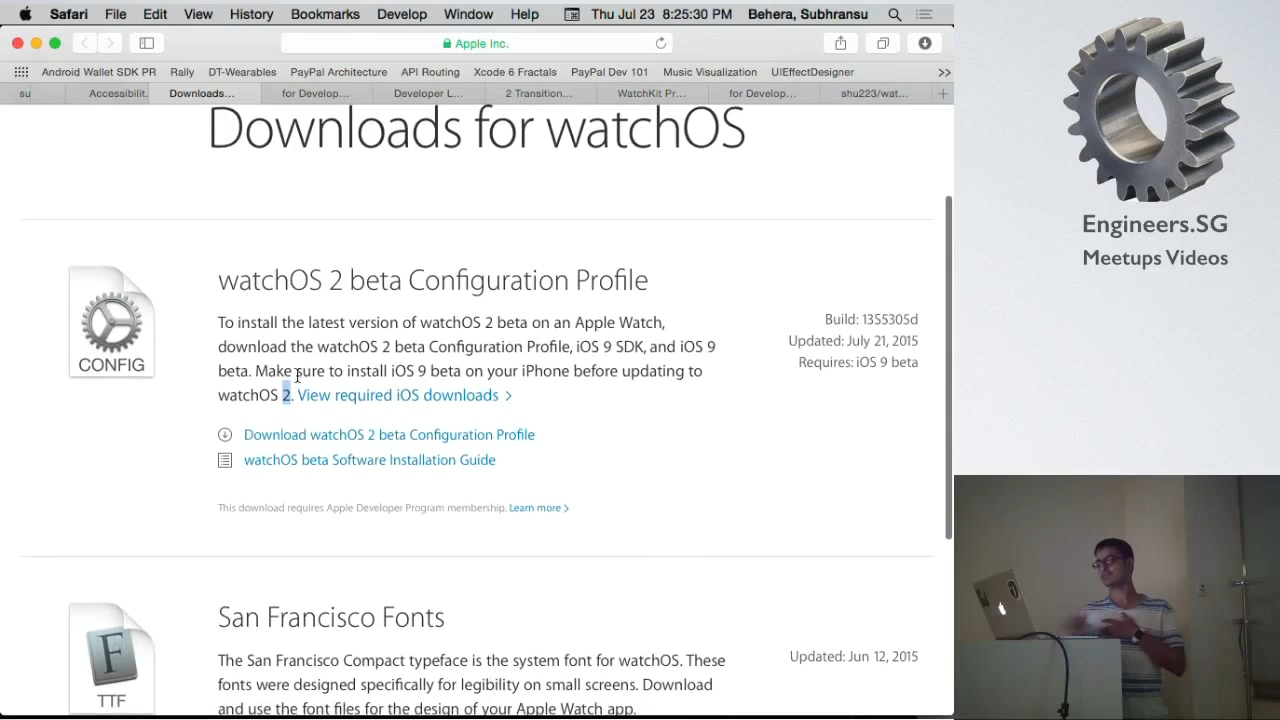 Safari File Edit View History Bookmarks Develop Window Help Thu Jul 23 8:25:30 PM Behera, Subhransu
Apple Inc.
Android Wallet SDK PR Rally DT-Wearables PayPal Architecture API Routing Xcode 6 Fractals PayPal Dev 101 Music Visualization UIEffectDesigner >>
su Accessibilit... Downloads... for Develop... Developer L... 2 Transition... WatchKit Pr... for Develop... shu223/wat... +
Downloads for watchOS
watchOS 2 beta Configuration Profile
To install the latest version of watchOS 2 beta on an Apple Watch,
download the watchOS 2 beta Configuration Profile, iOS 9 SDK, and iOS 9
beta. Make sure to install iOS 9 beta on your iPhone before updating to
watchOS 2. View required iOS downloads >
Download watchOS 2 beta Configuration Profile
watchOS beta Software Installation Guide
This download requires Apple Developer Program membership. Learn more >
Build: 13S5305d
Updated: July 21, 2015
Requires: iOS 9 beta
CONFIG
San Francisco Fonts
The San Francisco Compact typeface is the system font for watchOS. These
fonts were designed specifically for legibility on small screens. Download
and use the font files for the design of your Apple Watch app.
Updated: Jun 12, 2015
F
TTF
Engineers.SG
Meetups Videos